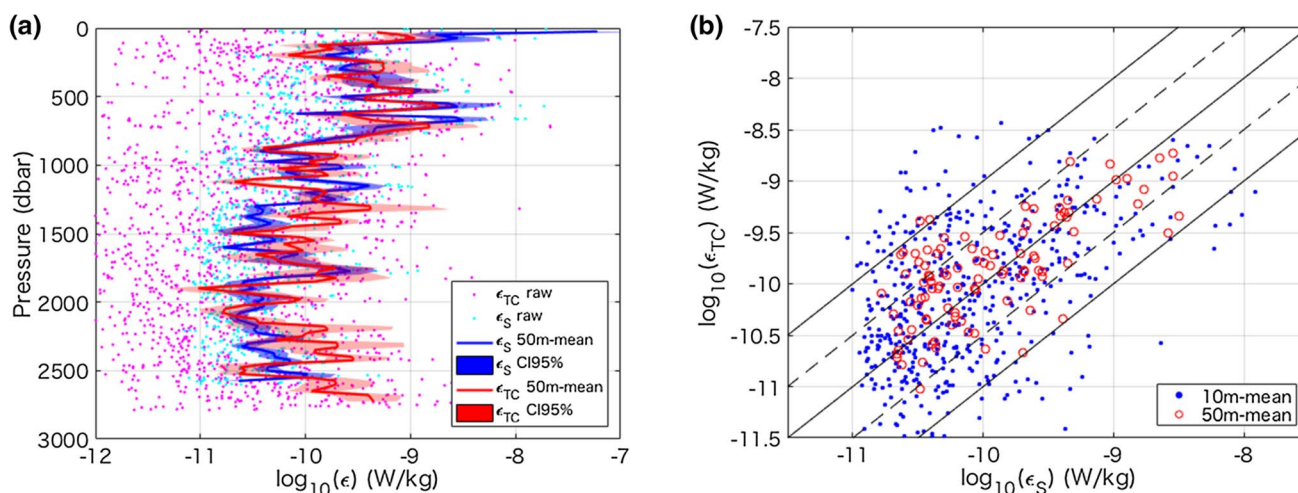 (a)
0
500
1000
1500
2000
2500
3000
Pressure (dbar)
-12 -11 -10 -9 -8 -7
log10(ϵ) (W/kg)
ϵTC raw
ϵS raw
ϵS 50m-mean
ϵS CI95%
ϵTC 50m-mean
ϵTC CI95%
(b)
-7.5
-8
-8.5
-9
-9.5
-10
-10.5
-11
-11.5
log10(ϵTC) (W/kg)
-11 -10 -9 -8
log10(ϵS) (W/kg)
10m-mean
50m-mean